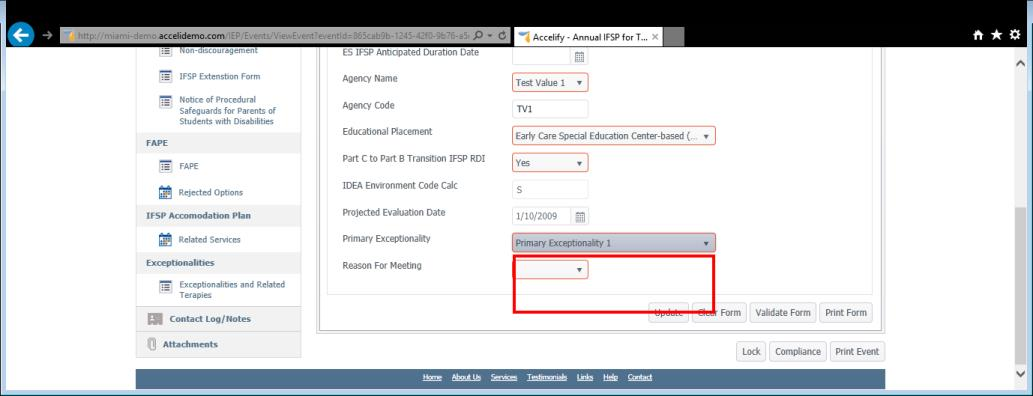 http://miami-demo.accelidemo.com/IEP/Events/ViewEvent?eventId=865cab9b-1245-42f0-9b76-a5
Accelify - Annual IFSP for T...
Non-discouragement
IFSP Extenstion Form
Notice of Procedural
Safeguards for Parents of
Students with Disabilities
FAPE
FAPE
Rejected Options
IFSP Accomodation Plan
Related Services
Exceptionalities
Exceptionalities and Related
Terapies
Contact Log/Notes
Attachments
ES IFSP Anticipated Duration Date
Agency Name
Test Value 1
Agency Code
TV1
Educational Placement
Early Care Special Education Center-based (...
Part C to Part B Transition IFSP RDI
Yes
IDEA Environment Code Calc
S
Projected Evaluation Date
1/10/2009
Primary Exceptionality
Primary Exceptionality 1
Reason For Meeting
Update Clear Form Validate Form Print Form
Lock Compliance Print Event
Home About Us Services Testimonials Links Help Contact